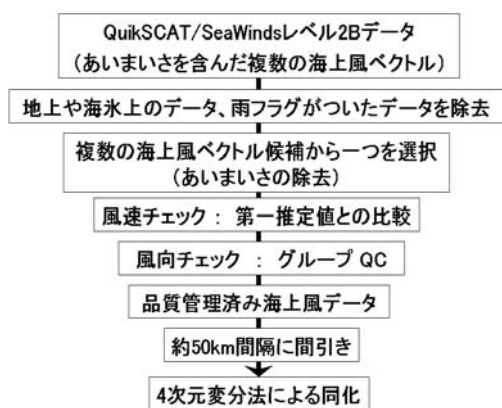 QuikSCAT/SeaWindsレベル2Bデータ
(あいまいさを含んだ複数の海上風ベクトル)
地上や海氷上のデータ、雨フラグがついたデータを除去
複数の海上風ベクトル候補から一つを選択
(あいまいさの除去)
風速チェック : 第一推定値との比較
風向チェック : グループ QC
品質管理済み海上風データ
約50km間隔に間引き
4次元変分法による同化